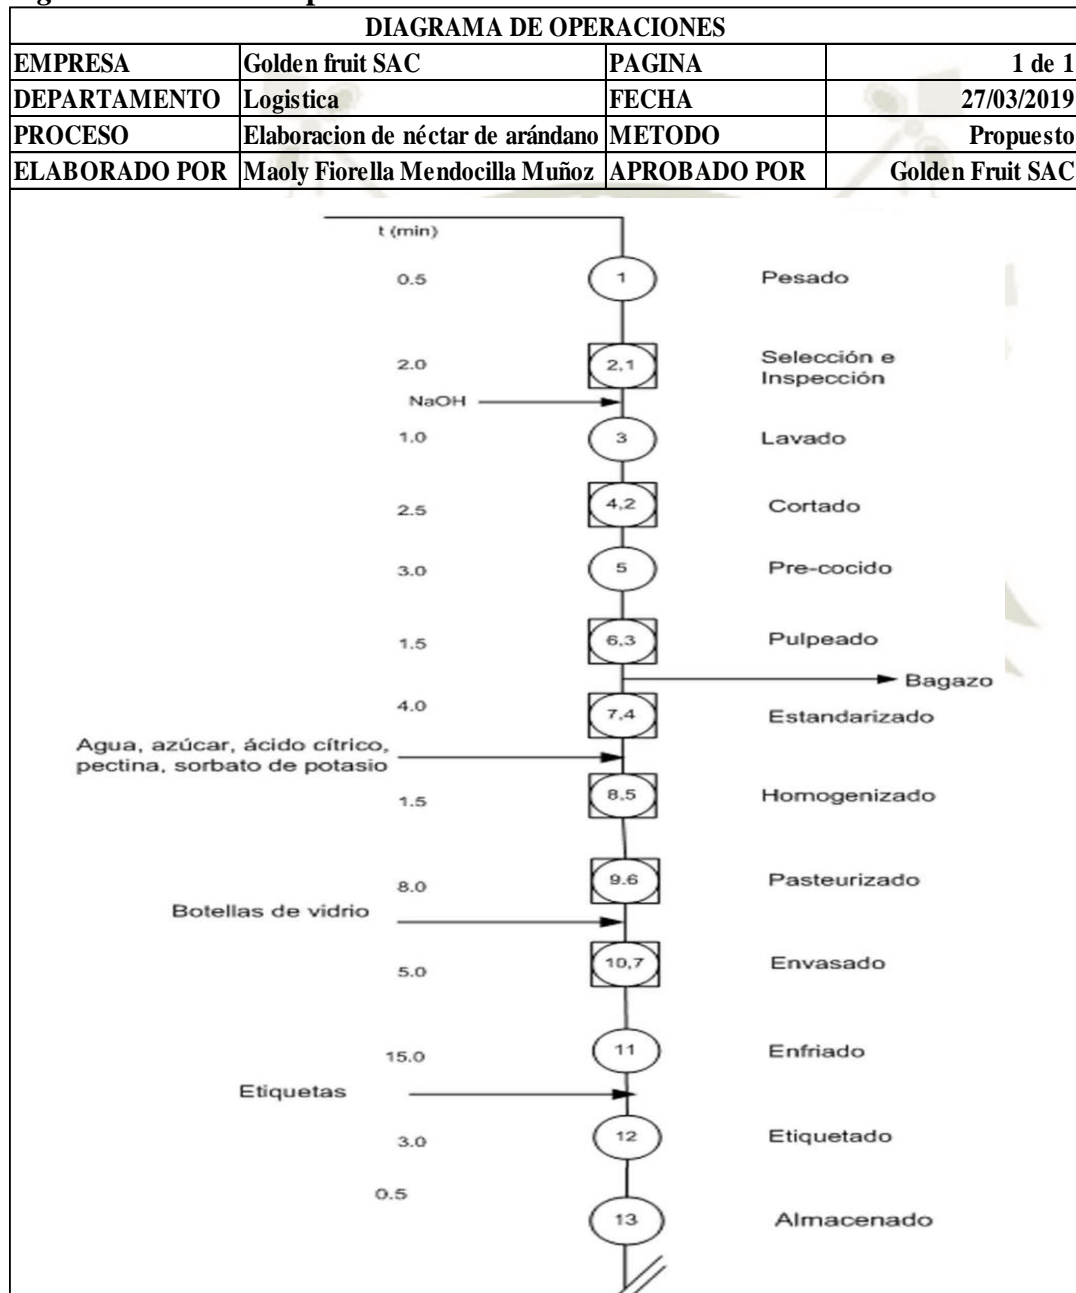 DIAGRAMA DE OPERACIONES
EMPRESA Golden fruit SAC PAGINA 1 de 1
DEPARTAMENTO Logistica FECHA 27/03/2019
PROCESO Elaboracion de néctar de arándano METODO Propuesto
ELABORADO POR Maoly Fiorella Mendocilla Muñoz APROBADO POR Golden Fruit SAC
t (min)
0.5 1 Pesado
2.0 2,1 Selección e
Inspección
NaOH
1.0 3 Lavado
2.5 4,2 Cortado
3.0 5 Pre-cocido
1.5 6,3 Pulpeado
Bagazo
4.0 7,4 Estandarizado
Agua, azúcar, ácido cítrico,
pectina, sorbato de potasio
1.5 8,5 Homogenizado
8.0 9.6 Pasteurizado
Botellas de vidrio
5.0 10,7 Envasado
15.0 11 Enfriado
Etiquetas
3.0 12 Etiquetado
0.5 13 Almacenado